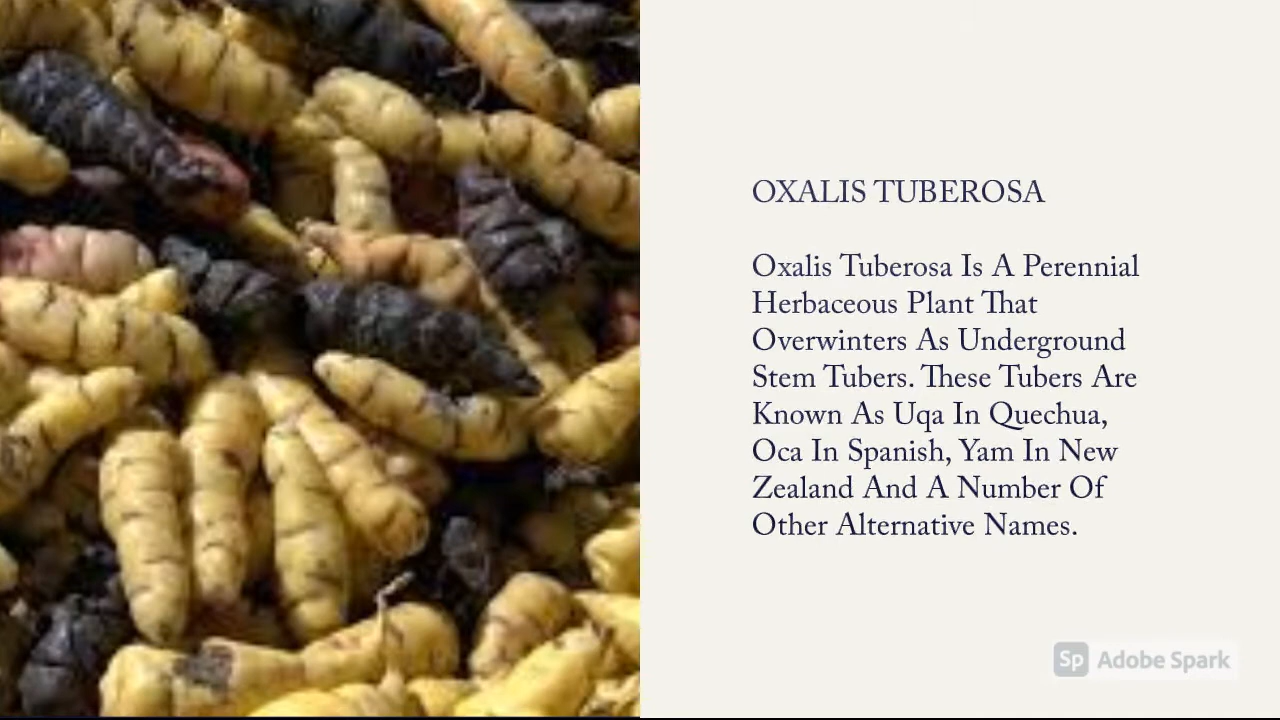 OXALIS TUBEROSA
Oxalis Tuberosa Is A Perennial
Herbaceous Plant That
Overwinters As Underground
Stem Tubers. These Tubers Are
Known As Uqa In Quechua,
Oca In Spanish, Yam In New
Zealand And A Number Of
Other Alternative Names.
Sp Adobe Spark